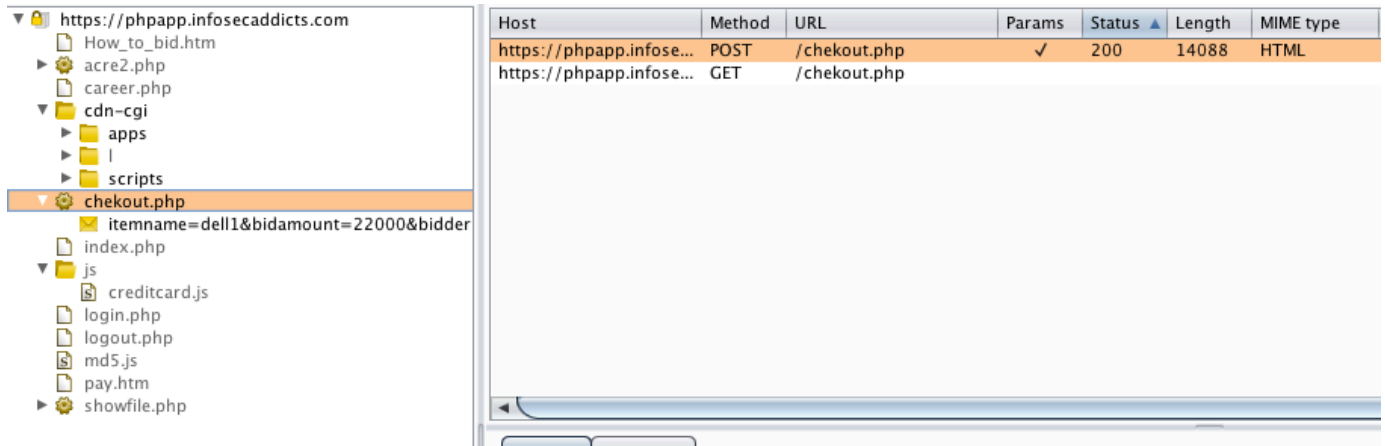 https://phpapp.infosecaddicts.com
How_to_bid.htm
acre2.php
career.php
cdn-cgi
apps
l
scripts
chekout.php
itemname=dell1&bidamount=22000&bidder
index.php
js
creditcard.js
login.php
logout.php
md5.js
pay.htm
showfile.php
Host Method URL Params Status Length MIME type
https://phpapp.infose... POST /chekout.php ✓ 200 14088 HTML
https://phpapp.infose... GET /chekout.php